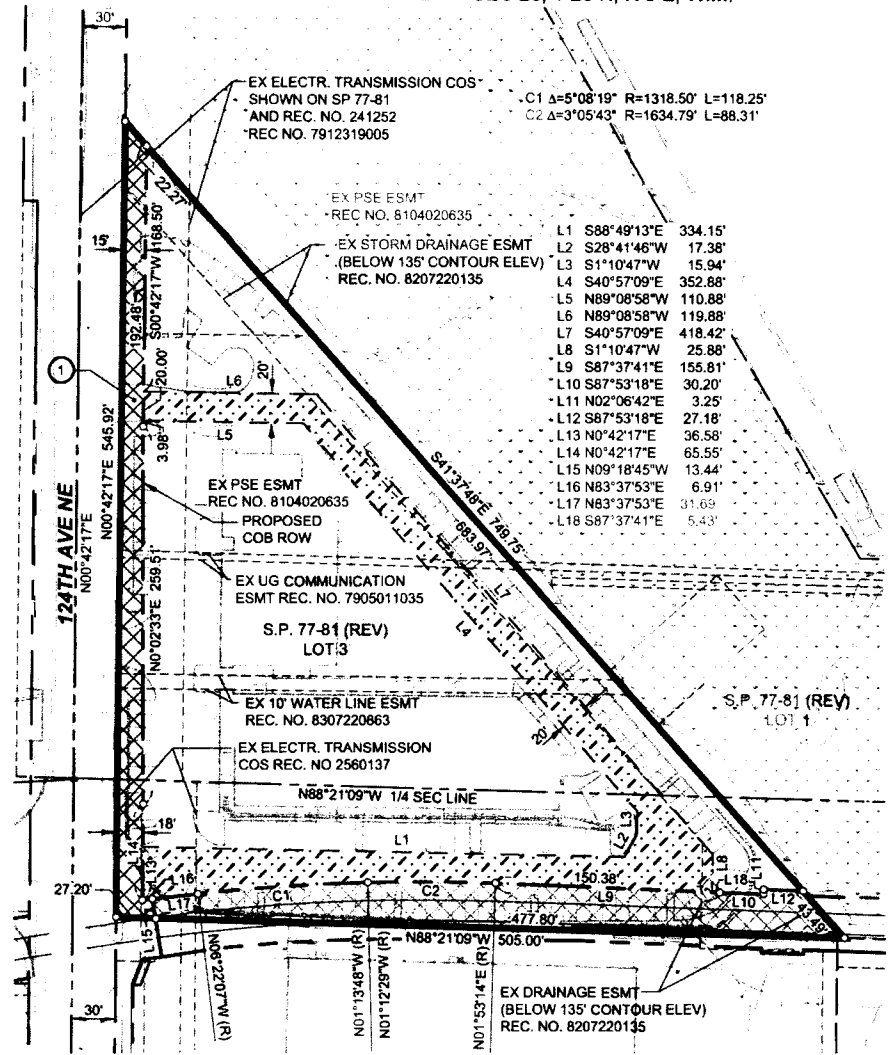 30'
EX ELECTR. TRANSMISSION COS
SHOWN ON SP 77-81
AND REC. NO. 241252
REC NO. 7912319005
C1 Δ=5°08'19" R=1318.50' L=118.25'
C2 Δ=3°05'43" R=1634.79' L=88.31'
EX PSE ESMT
REC NO. 8104020635
EX STORM DRAINAGE ESMT
(BELOW 135' CONTOUR ELEV)
REC. NO. 8207220135
L1 S88°49'13"E 334.15'
L2 S28°41'46"W 17.38'
L3 S1°10'47"W 15.94'
L4 S40°57'09"E 352.88'
L5 N89°08'58"W 110.88'
L6 N89°08'58"W 119.88'
L7 S40°57'09"E 418.42'
L8 S1°10'47"W 25.88'
L9 S87°37'41"E 155.81'
L10 S87°53'18"E 30.20'
L11 N02°06'42"E 3.25'
L12 S87°53'18"E 27.18'
L13 N0°42'17"E 36.58'
L14 N0°42'17"E 65.55'
L15 N09°18'45"W 13.44'
L16 N83°37'53"E 6.91'
L17 N83°37'53"E 31.69
L18 S87°37'41"E 5.43'
22.27'
15'
S00°42'17"W 168.50'
192.48'
20.00'
1
L6
20'
L5
3.98'
S41°37'48"E 749.75'
683.97'
L7
L4
124TH AVE NE
N00°42'17"E
N00°42'17"E 545.92'
EX PSE ESMT
REC NO. 8104020635
PROPOSED
COB ROW
EX UG COMMUNICATION
ESMT REC. NO. 7905011035
N0°02'33"E 259.51'
S.P. 77-81 (REV)
LOT 3
EX 10' WATER LINE ESMT
REC. NO. 8307220863
S.P. 77-81 (REV)
LOT 1
20'
EX ELECTR. TRANSMISSION
COS REC. NO 2560137
N88°21'09"W 1/4 SEC LINE
18'
L1
L2
L3
L8
L11
L14
L13
27.20'
L16
L17
C1
C2
150.38'
L9
L18
L10
L12
43.49'
477.80'
N88°21'09"W 505.00'
L15
N06°22'07"W (R)
N01°13'48"W (R)
N01°12'29"W (R)
N01°53'14"E (R)
30'
EX DRAINAGE ESMT
(BELOW 135' CONTOUR ELEV)
REC. NO. 8207220135